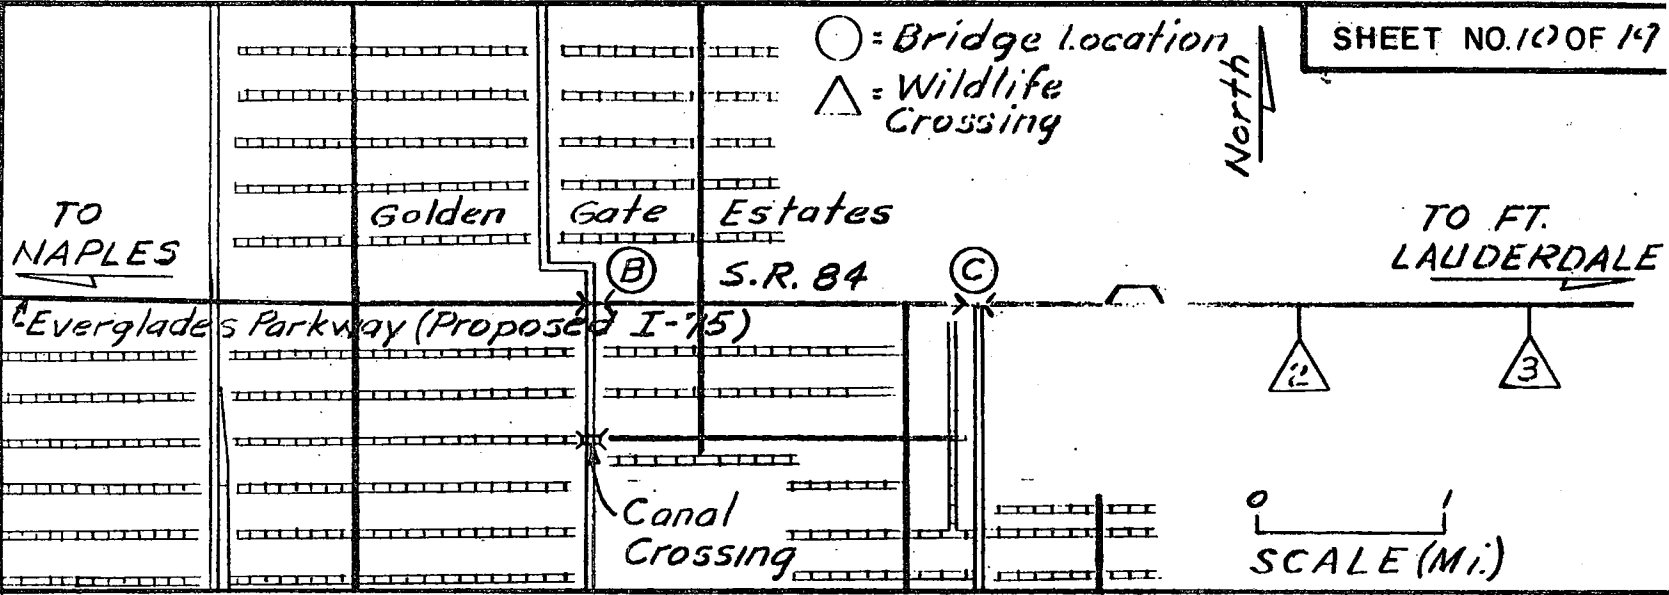 ○ = Bridge Location
△ = Wildlife
Crossing
North
SHEET NO. 10 OF
TO
NAPLES
Golden Gate Estates
TO FT.
LAUDERDALE
B
S.R. 84
C
Everglades Parkway (Proposed I-75)
2
3
Canal
Crossing
0 1
SCALE (Mi.)